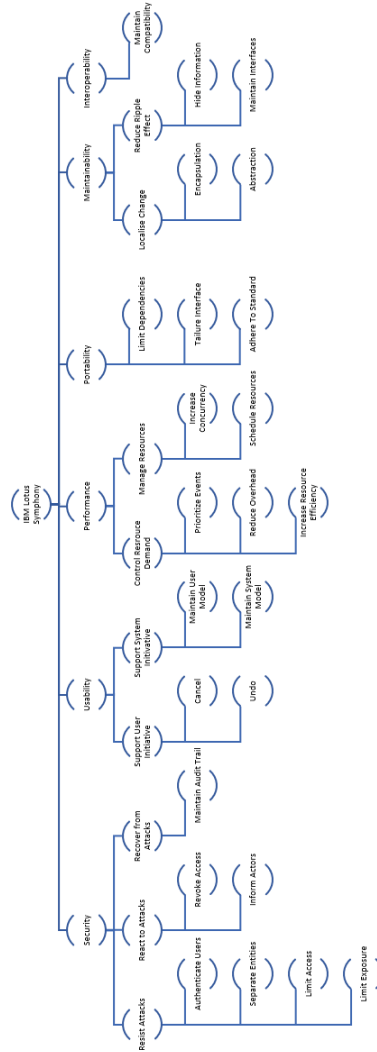 IBM Lotus
Symphony
Security
Usability
Performance
Portability
Maintainability
Interoperability
Resist Attacks
React to Attacks
Recover from
Attacks
Support User
Initiative
Support System
Initivative
Control Resrouce
Demand
Manage Resources
Limit Dependencies
Tailure Interface
Adhere To Standard
Localise Change
Reduce Ripple
Effect
Maintain
Compatibility
Authenticate Users
Separate Entities
Limit Access
Limit Exposure
Revoke Access
Inform Actors
Maintain Audit Trail
Cancel
Undo
Maintain User
Model
Maintain System
Model
Prioritize Events
Reduce Overhead
Increase Resource
Efficiency
Increase
Concurrency
Schedule Resources
Encapsulation
Abstraction
Hide Information
Maintain Interfaces